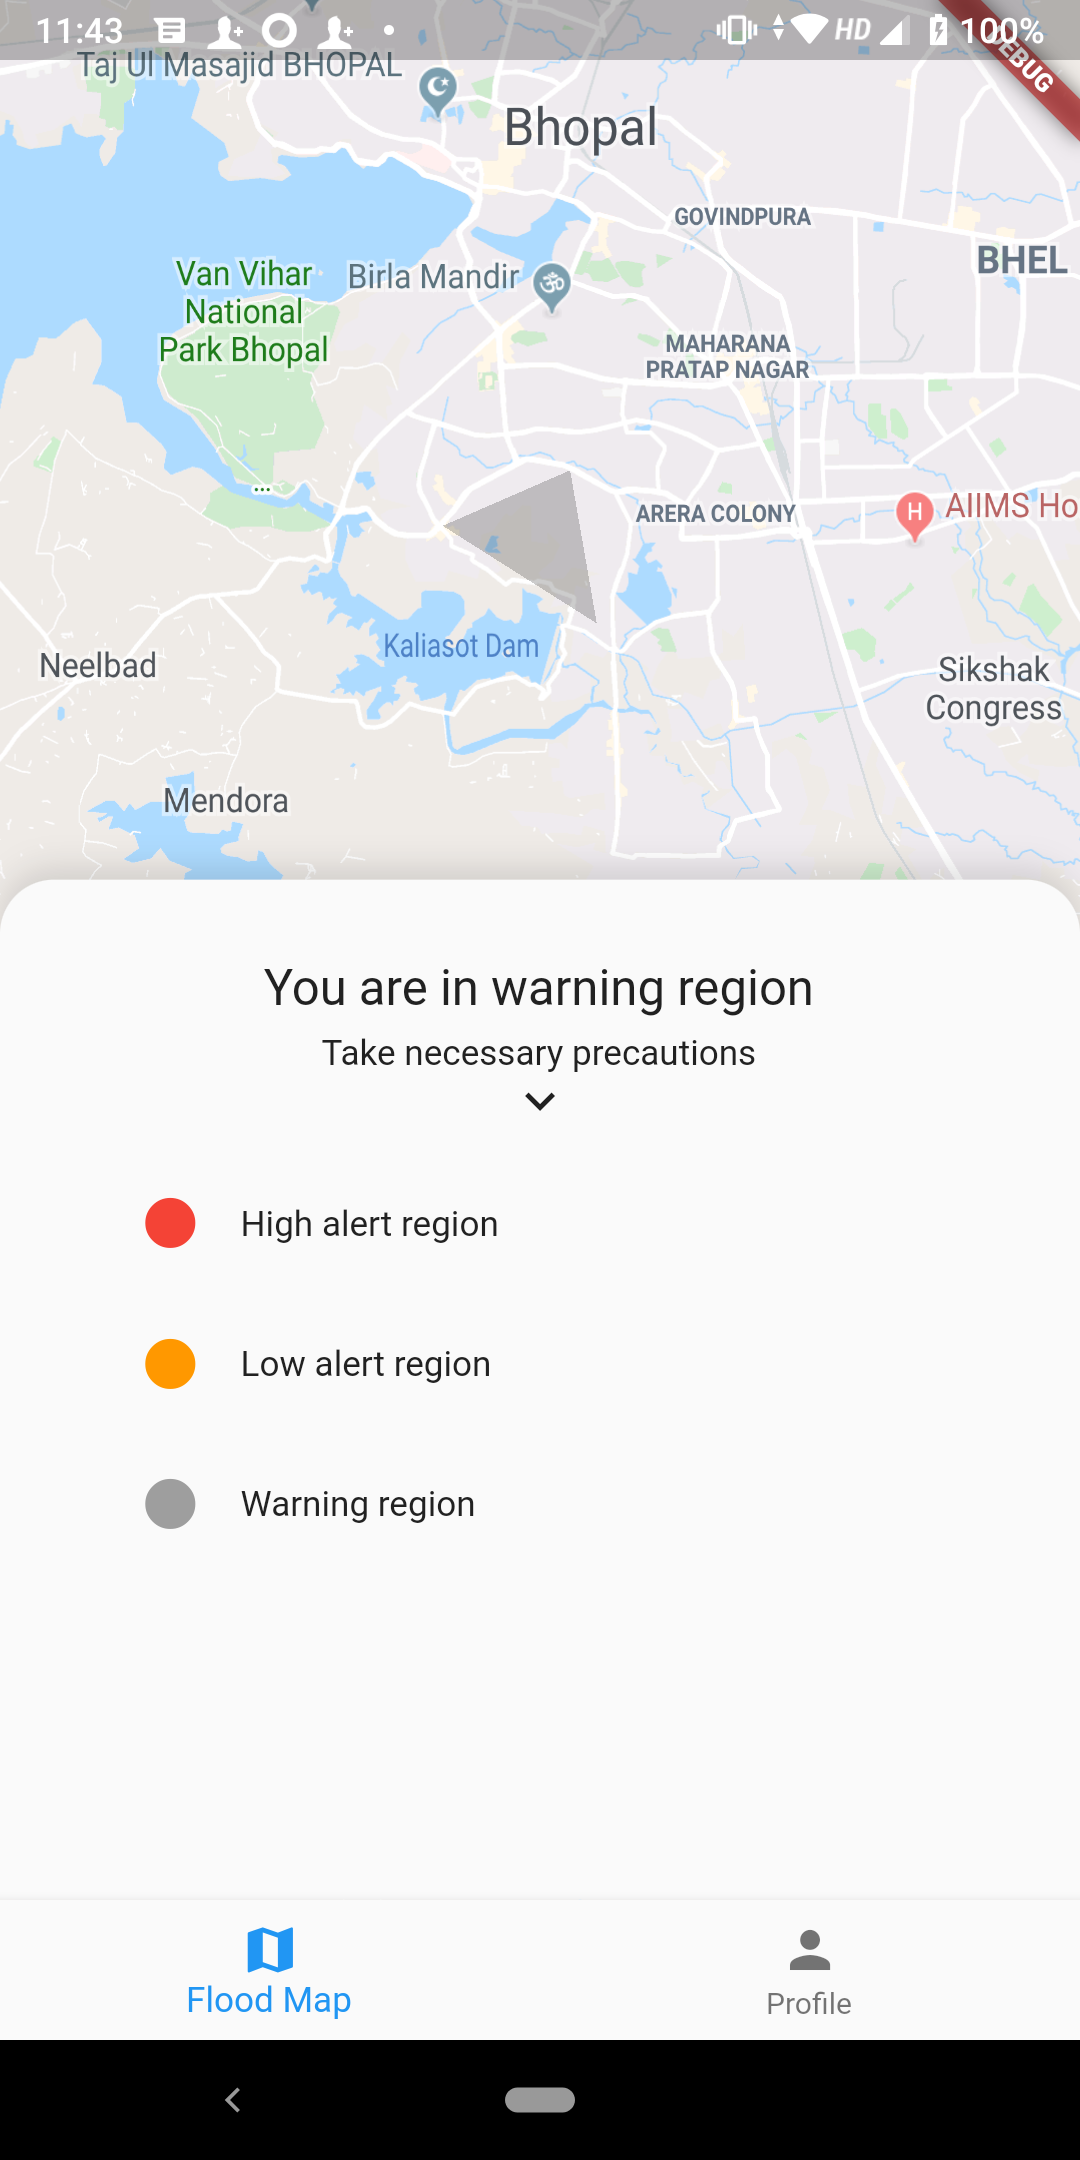 11:43
HD
100%
DEBUG
Taj Ul Masajid BHOPAL
Bhopal
GOVINDPURA
BHEL
Van Vihar
National
Park Bhopal
Birla Mandir
ॐ
MAHARANA
PRATAP NAGAR
...
ARERA COLONY
H
AIIMS Ho
Kaliasot Dam
Neelbad
Sikshak
Congress
Mendora
You are in warning region
Take necessary precautions
High alert region
Low alert region
Warning region
Flood Map
Profile